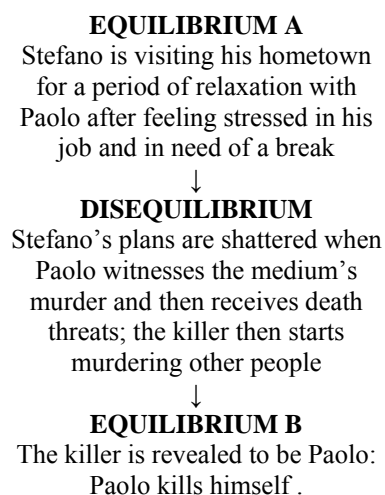 EQUILIBRIUM A
Stefano is visiting his hometown
for a period of relaxation with
Paolo after feeling stressed in his
job and in need of a break
↓
DISEQUILIBRIUM
Stefano’s plans are shattered when
Paolo witnesses the medium’s
murder and then receives death
threats; the killer then starts
murdering other people
↓
EQUILIBRIUM B
The killer is revealed to be Paolo:
Paolo kills himself .